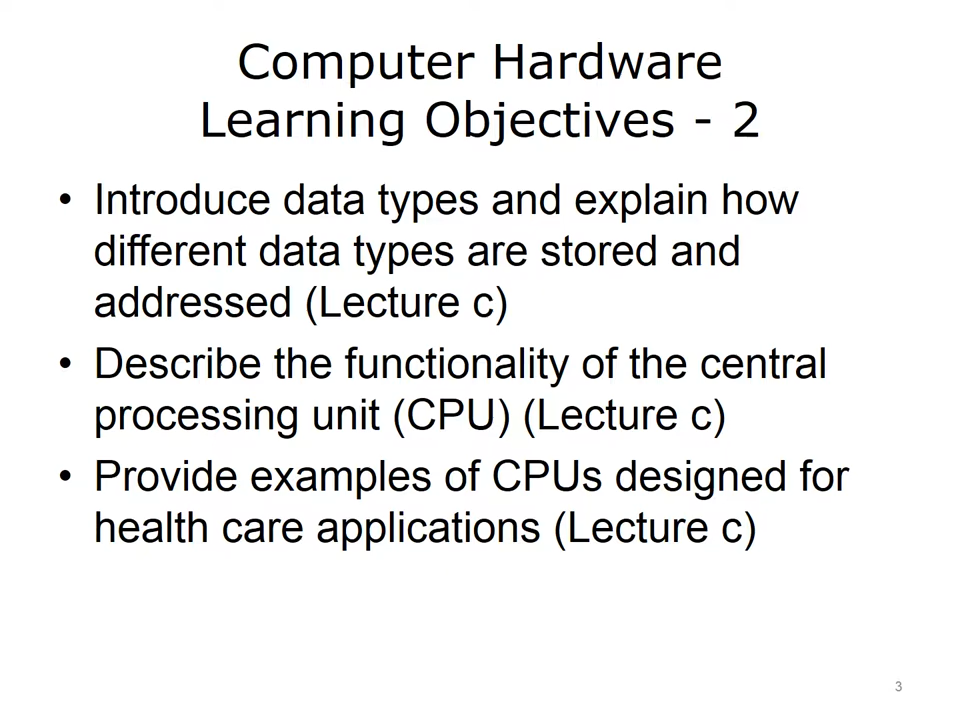 Computer Hardware
Learning Objectives - 2
• Introduce data types and explain how
different data types are stored and
addressed (Lecture c)
• Describe the functionality of the central
processing unit (CPU) (Lecture c)
• Provide examples of CPUs designed for
health care applications (Lecture c)
3